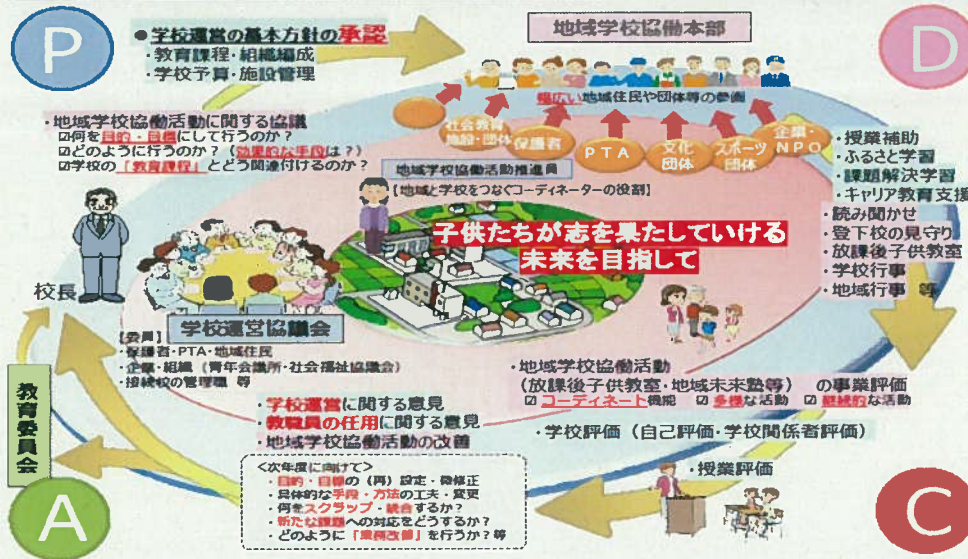 P
●学校運営の基本方針の承認
・教育課程・組織編成
・学校予算・施設管理
・地域学校協働活動に関する協議
☑何を目的・目標にして行うのか?
☑どのように行うのか?(効果的な手段は?)
☑学校の「教育課程」とどう関連付けるのか?
地域学校協働本部
幅広い地域住民や団体等の参画
社会教育施設・団体
保護者
PTA
文化団体
スポーツ団体
企業・NPO
地域学校協働活動推進員
【地域と学校をつなぐコーディネーターの役割】
D
・授業補助
・ふるさと学習
・課題解決学習
・キャリア教育支援
・読み聞かせ
・登下校の見守り
・放課後子供教室
・学校行事
・地域行事 等
子供たちが志を果たしていける
未来を目指して
校長
学校運営協議会
【委員】
・保護者・PTA・地域住民
・企業・組織(青年会議所・社会福祉協議会)
・接続校の管理職 等
教育委員会
・地域学校協働活動
(放課後子供教室・地域未来塾等) の事業評価
☑コーディネート機能 ☑多様な活動 ☑継続的な活動
・学校評価(自己評価・学校関係者評価)
・授業評価
C
・学校運営に関する意見
・教職員の任用に関する意見
・地域学校協働活動の改善
<次年度に向けて>
・目的・目標の(再)設定・微修正
・具体的な手段・方法の工夫・変更
・何をスクラップ・統合するか?
・新たな課題への対応をどうするか?
・どのように「業務改善」を行うか?等
A